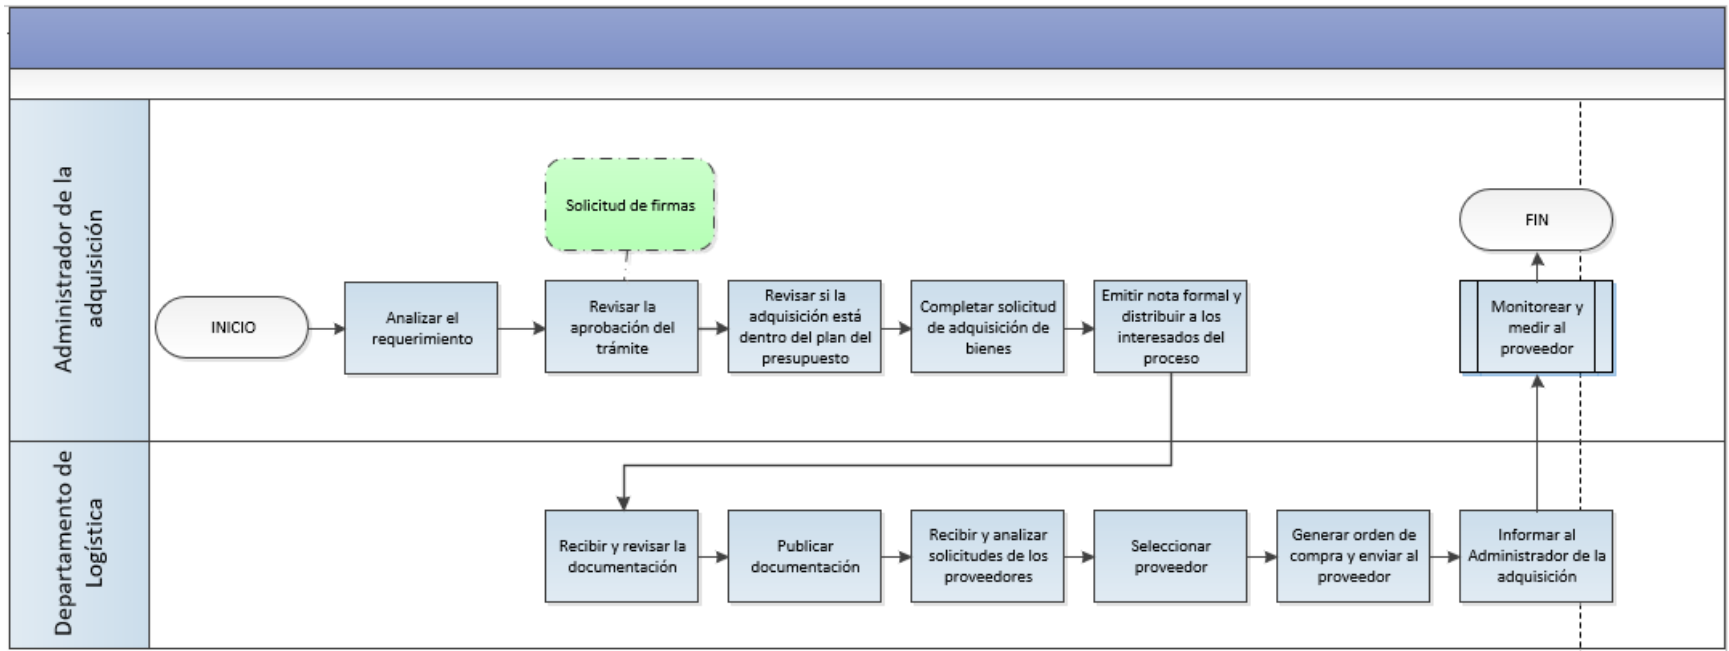 Administrador de la
adquisición
Solicitud de firmas
FIN
INICIO
Analizar el
requerimiento
Revisar la
aprobación del
trámite
Revisar si la
adquisición está
dentro del plan del
presupuesto
Completar solicitud
de adquisición de
bienes
Emitir nota formal y
distribuir a los
interesados del
proceso
Monitorear y
medir al
proveedor
Departamento de
Logística
Recibir y revisar la
documentación
Publicar
documentación
Recibir y analizar
solicitudes de los
proveedores
Seleccionar
proveedor
Generar orden de
compra y enviar al
proveedor
Informar al
Administrador de la
adquisición